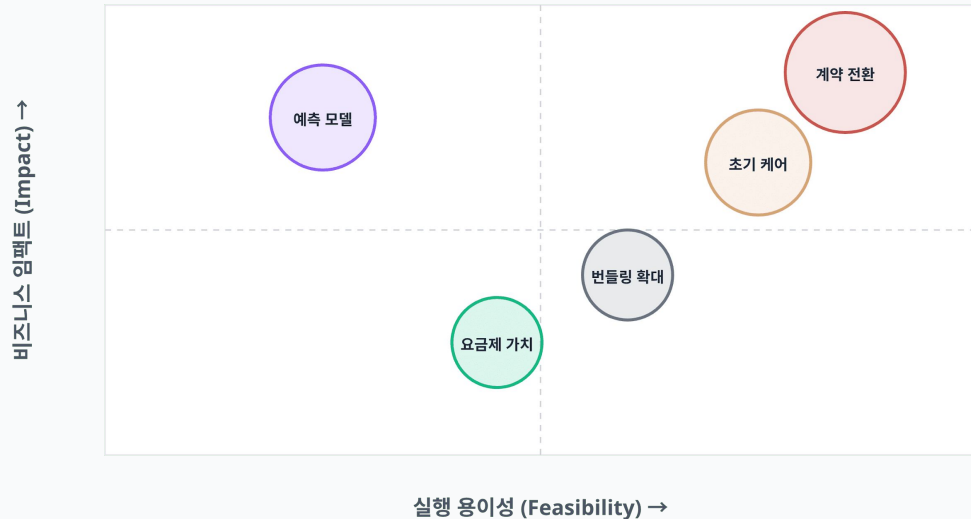 계약 전환
예측 모델
초기 케어
번들링 확대
요금제 가치
비즈니스 임팩트 (Impact) →
실행 용이성 (Feasibility) →